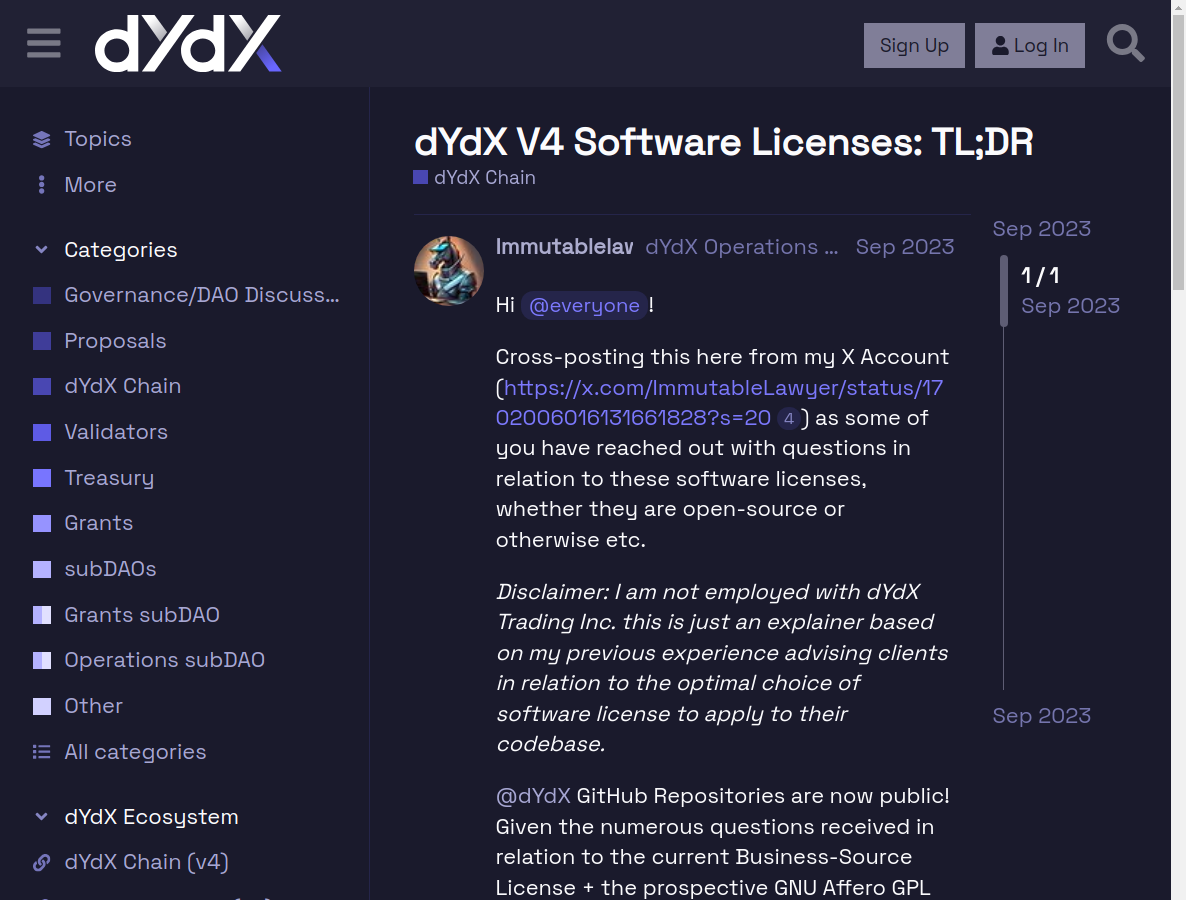 dYdX
Sign Up
Log In
Topics
More
Categories
Governance/DAO Discuss...
Proposals
dYdX Chain
Validators
Treasury
Grants
subDAOs
Grants subDAO
Operations subDAO
Other
All categories
dYdX Ecosystem
dYdX Chain (v4)
dYdX V4 Software Licenses: TL;DR
dYdX Chain
Immutablelaw dYdX Operations ... Sep 2023
Hi @everyone !
Cross-posting this here from my X Account
(https://x.com/ImmutableLawyer/status/17
02006016131661828?s=20 4 ) as some of
you have reached out with questions in
relation to these software licenses,
whether they are open-source or
otherwise etc.
Disclaimer: I am not employed with dYdX
Trading Inc. this is just an explainer based
on my previous experience advising clients
in relation to the optimal choice of
software license to apply to their
codebase.
@dYdX GitHub Repositories are now public!
Given the numerous questions received in
relation to the current Business-Source
License + the prospective GNU Affero GPL
Sep 2023
1 / 1
Sep 2023
Sep 2023